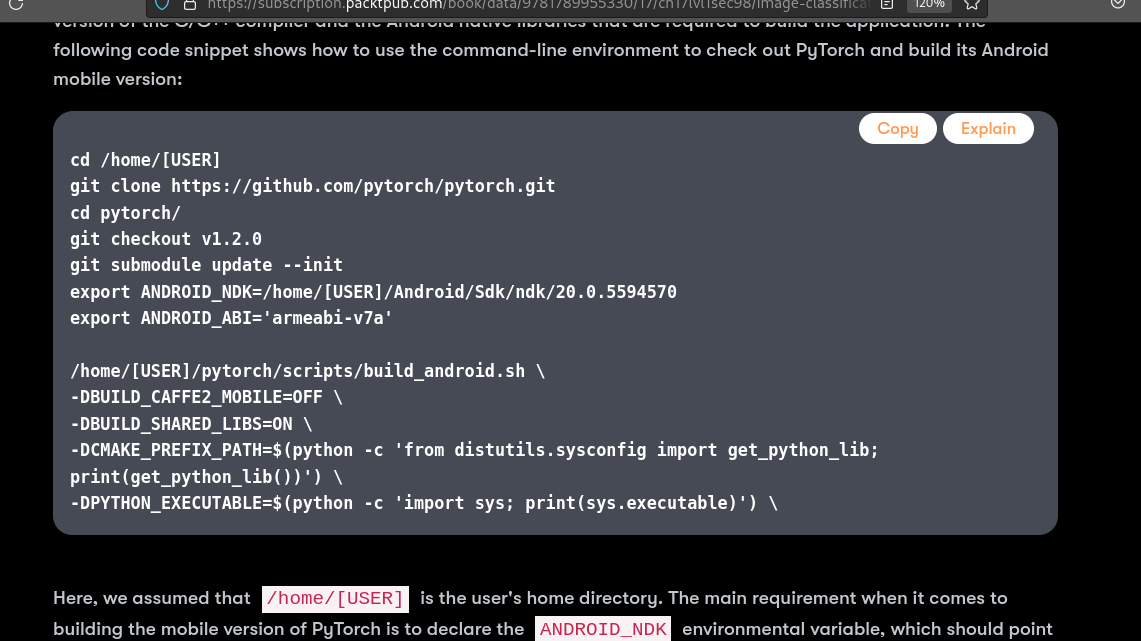 https://subscription.packtpub.com/book/data/9781789955330/17/ch17lvl1sec98/image-classifica
120%
version of the C/C++ compiler and the Android native libraries that are required to build the application. The
following code snippet shows how to use the command-line environment to check out PyTorch and build its Android
mobile version:
Copy Explain
cd /home/[USER]
git clone https://github.com/pytorch/pytorch.git
cd pytorch/
git checkout v1.2.0
git submodule update --init
export ANDROID_NDK=/home/[USER]/Android/Sdk/ndk/20.0.5594570
export ANDROID_ABI='armeabi-v7a'
/home/[USER]/pytorch/scripts/build_android.sh \
-DBUILD_CAFFE2_MOBILE=OFF \
-DBUILD_SHARED_LIBS=ON \
-DCMAKE_PREFIX_PATH=$(python -c 'from distutils.sysconfig import get_python_lib;
print(get_python_lib())') \
-DPYTHON_EXECUTABLE=$(python -c 'import sys; print(sys.executable)') \
Here, we assumed that /home/[USER] is the user's home directory. The main requirement when it comes to
building the mobile version of PyTorch is to declare the ANDROID_NDK environmental variable, which should point